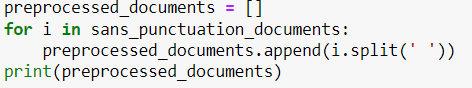 preprocessed_documents = []
for i in sans_punctuation_documents:
    preprocessed_documents.append(i.split(' '))
print(preprocessed_documents)